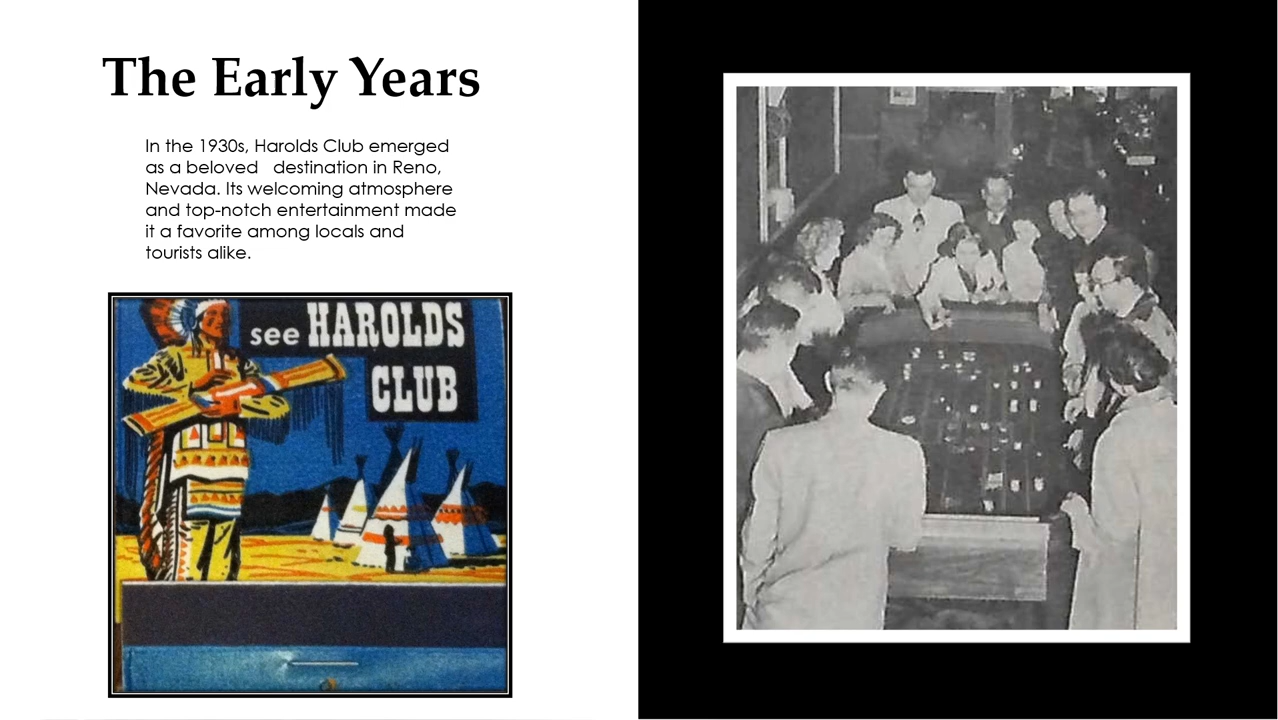 The Early Years
In the 1930s, Harolds Club emerged
as a beloved   destination in Reno,
Nevada. Its welcoming atmosphere
and top-notch entertainment made
it a favorite among locals and
tourists alike.
see HAROLDS
CLUB